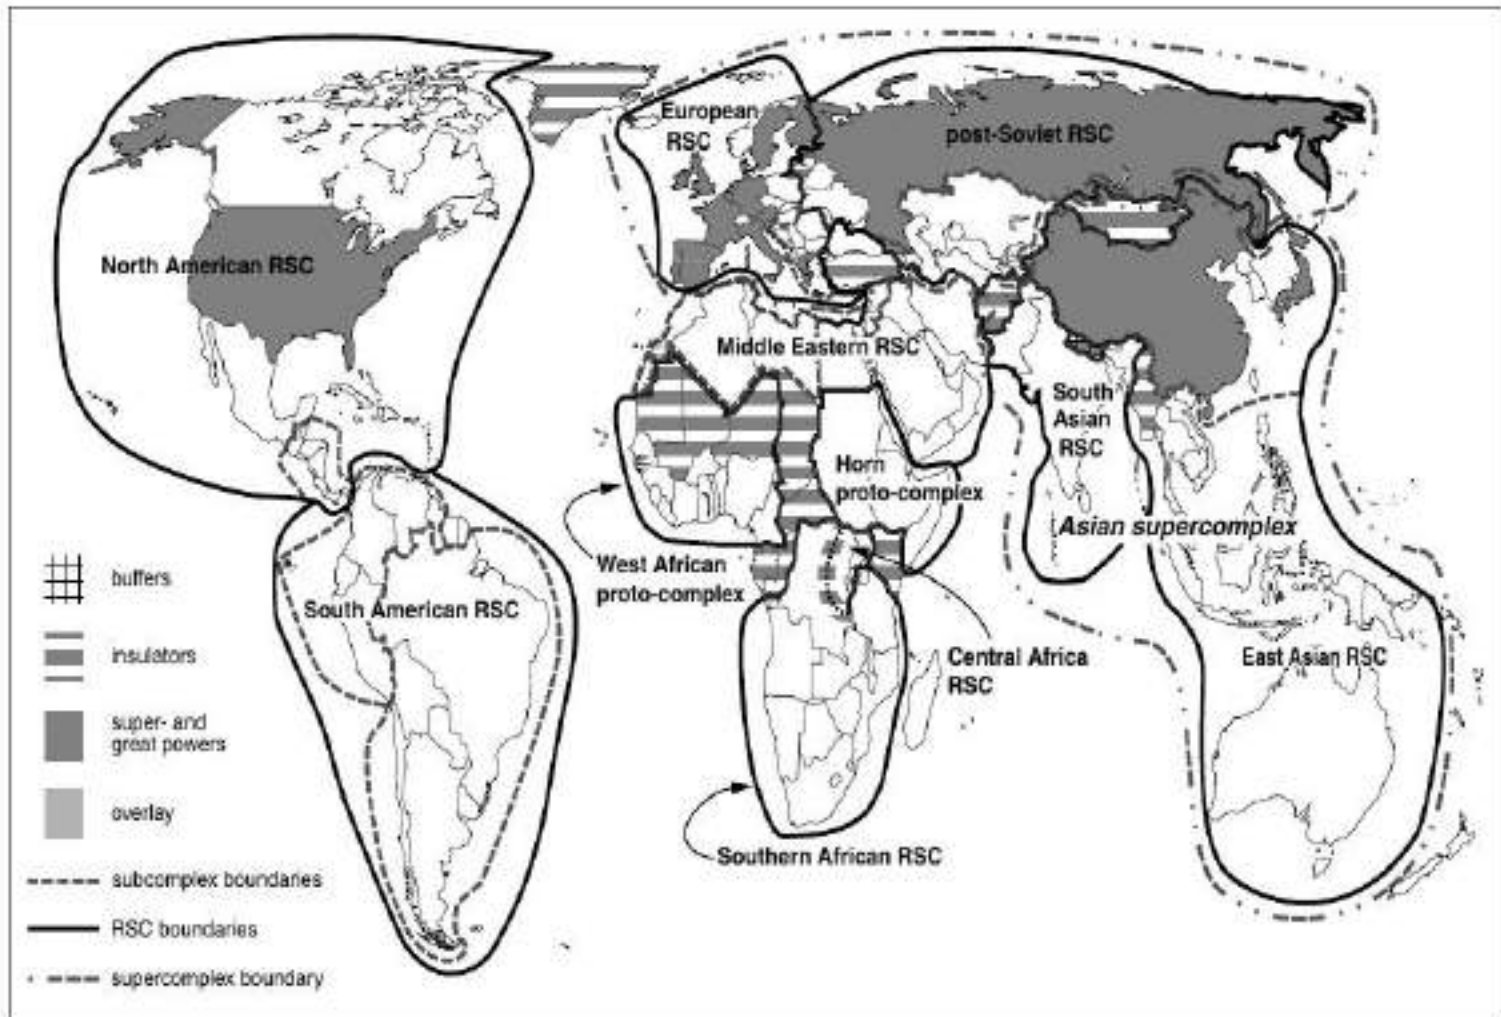 European
RSC
post-Soviet RSC
North American RSC
Middle Eastern RSC
South
Asian
RSC
Horn
proto-complex
Asian supercomplex
West African
proto-complex
South American RSC
Central Africa
RSC
East Asian RSC
Southern African RSC
buffers
insulators
super- and
great powers
overlay
subcomplex boundaries
RSC boundaries
supercomplex boundary